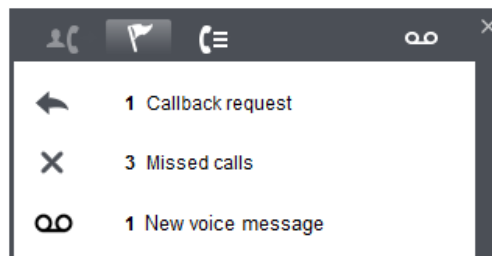 1 Callback request
3 Missed calls
1 New voice message